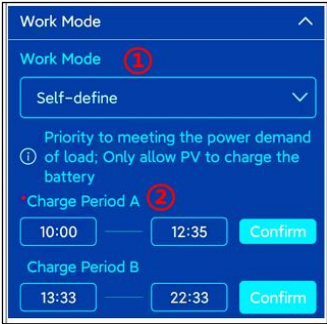 Work Mode
Work Mode ①
Self-define
Priority to meeting the power demand
of load; Only allow PV to charge the
battery
*Charge Period A ②
10:00 12:35 Confirm
Charge Period B
13:33 22:33 Confirm